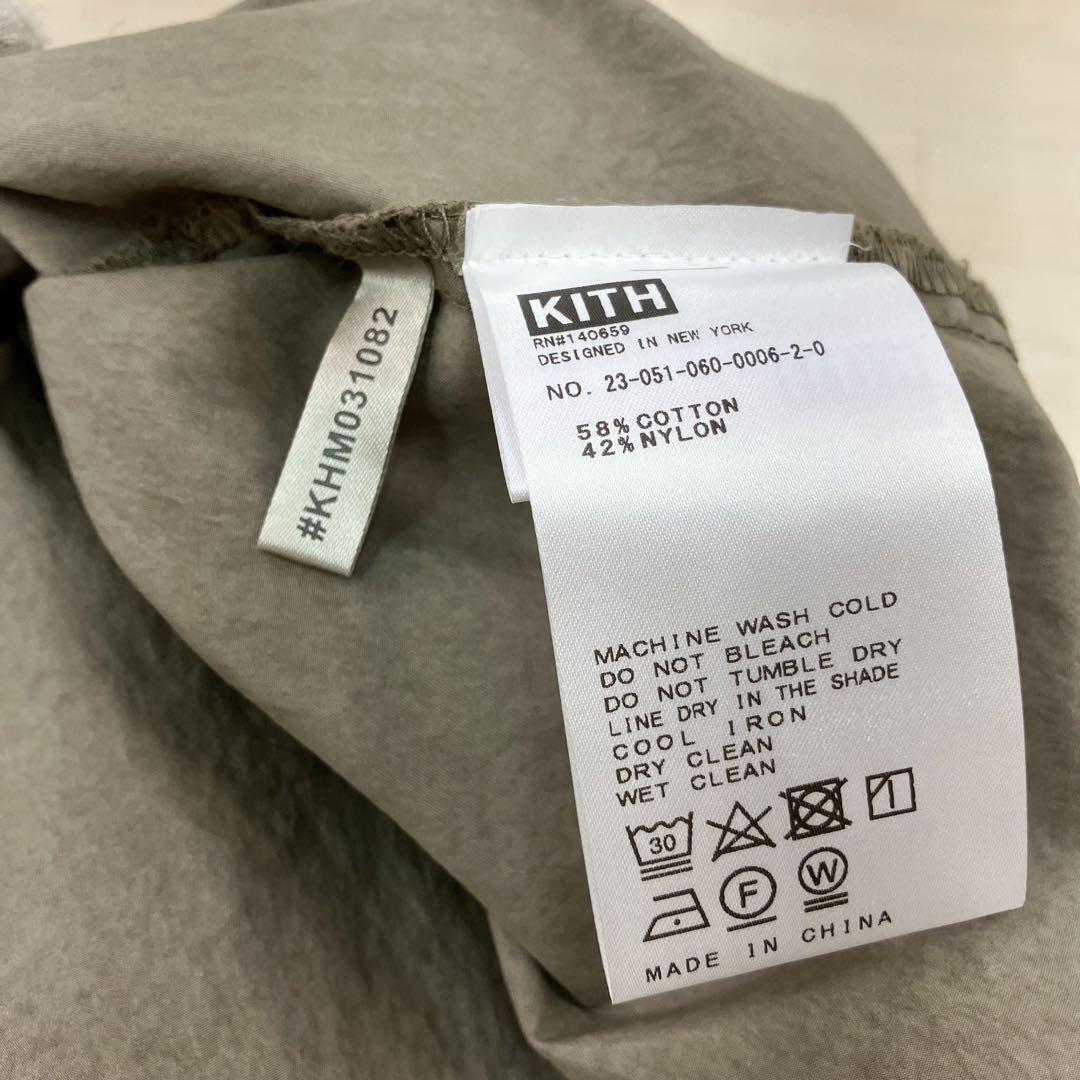 #KHM031082
KITH
RN#140659
DESIGNED IN NEW YORK
NO. 23-051-060-0006-2-0
58% COTTON
42% NYLON
MACHINE WASH COLD
DO NOT BLEACH
DO NOT TUMBLE DRY
LINE DRY IN THE SHADE
COOL IRON
DRY CLEAN
WET CLEAN
30
F W
MADE IN CHINA